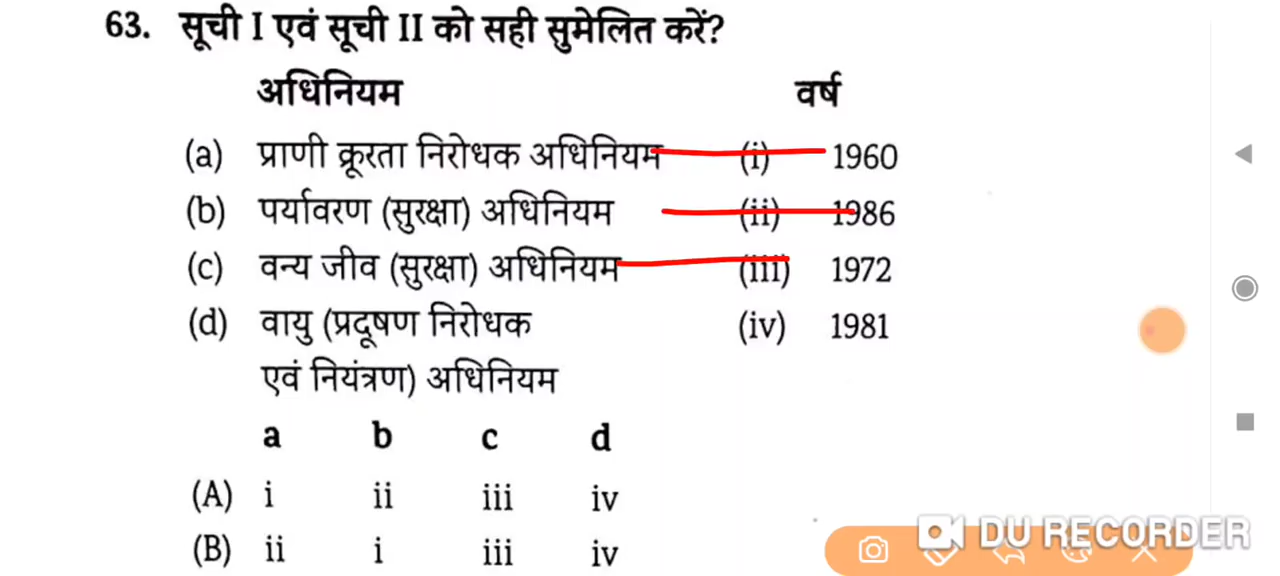 63. सूची I एवं सूची II को सही सुमेलित करें?
अधिनियम वर्ष
(a) प्राणी क्रूरता निरोधक अधिनियम (i) 1960
(b) पर्यावरण (सुरक्षा) अधिनियम (ii) 1986
(c) वन्य जीव (सुरक्षा) अधिनियम (iii) 1972
(d) वायु (प्रदूषण निरोधक (iv) 1981
एवं नियंत्रण) अधिनियम
a b c d
(A) i ii iii iv
(B) ii i iii iv
DU RECORDER